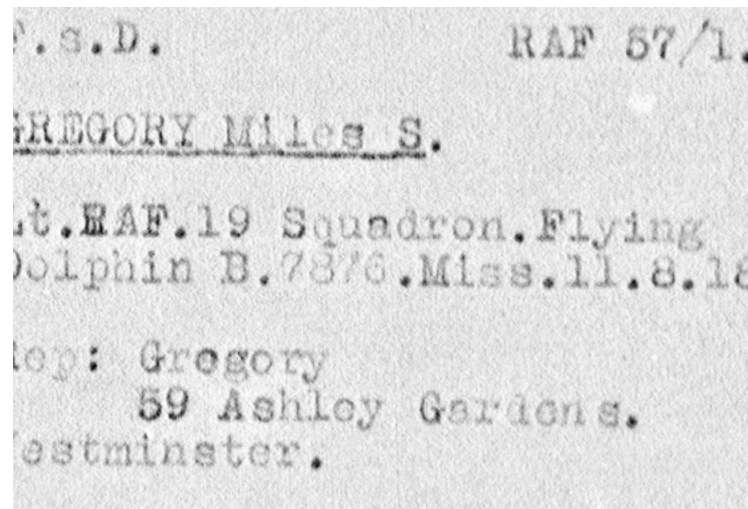 F.s.D. RAF 57/1.
GREGORY Miles S.
Lt.RAF.19 Squadron.Flying
Dolphin B.7876.Miss.11.8.18
Rep: Gregory
59 Ashley Gardens.
Westminster.